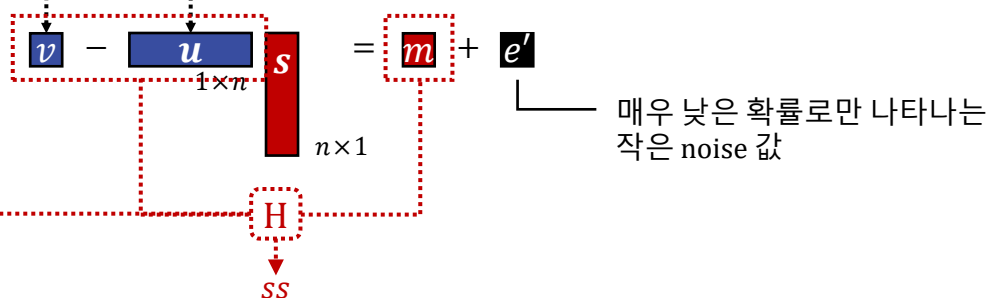 v − u s = m + e′
1×n
n×1
매우 낮은 확률로만 나타나는
작은 noise 값
H
ss